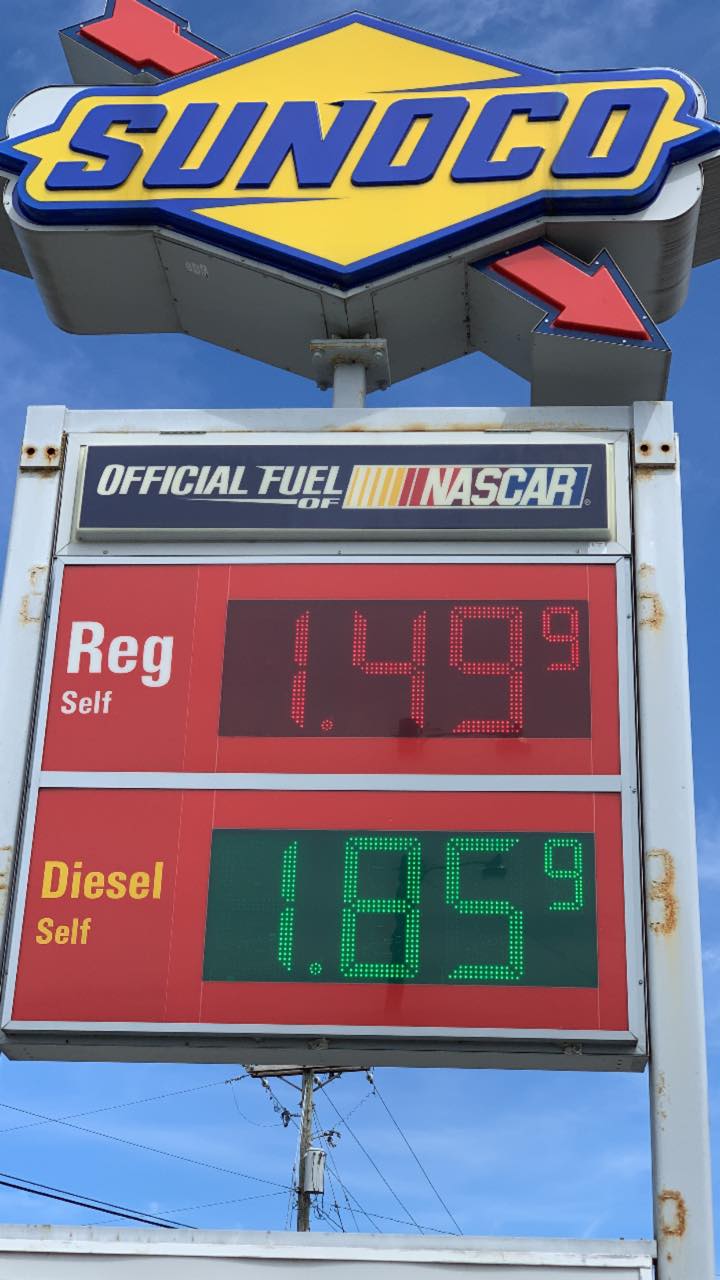 SUNOCO
OFFICIAL FUEL OF NASCAR
Reg
Self
1.49 9
Diesel
Self
1.85 9